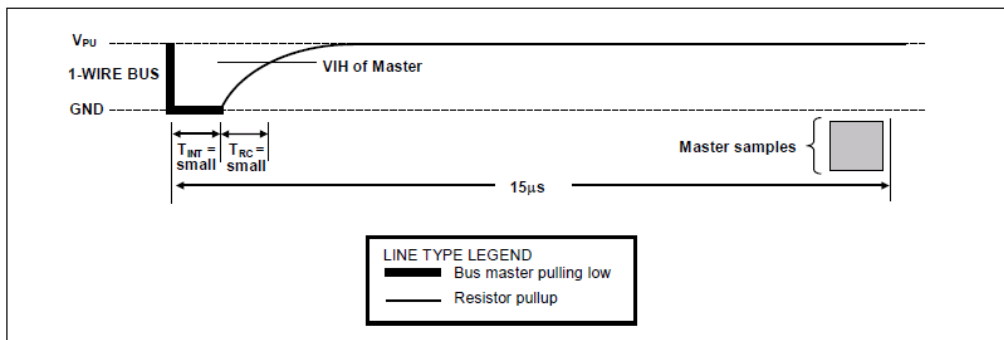 VPU
1-WIRE BUS
VIH of Master
GND
TINT =
small
TRC =
small
Master samples
15μs
LINE TYPE LEGEND
Bus master pulling low
Resistor pullup